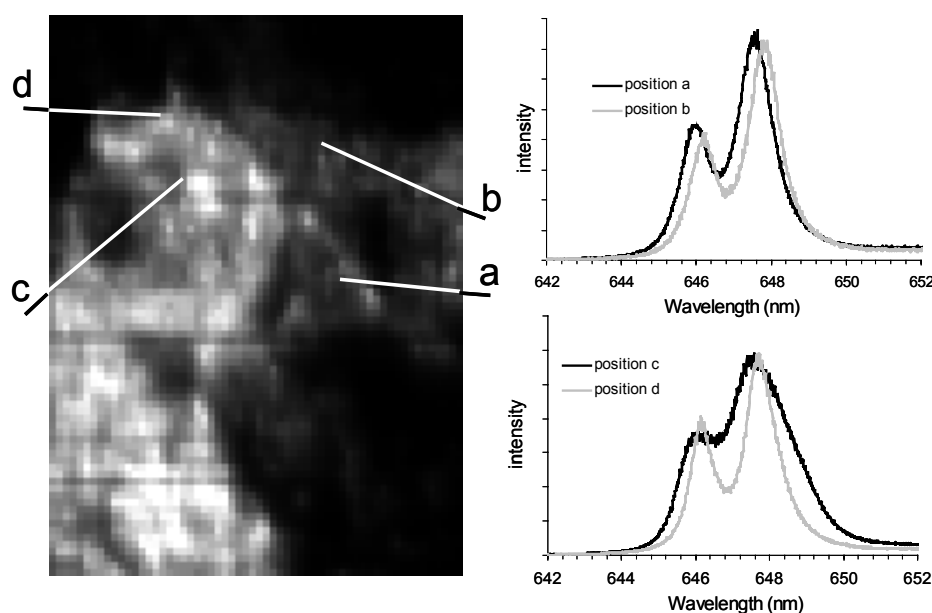 d
c
b
a
intensity
position a
position b
642 644 646 648 650 652
Wavelength (nm)
intensity
position c
position d
642 644 646 648 650 652
Wavelength (nm)